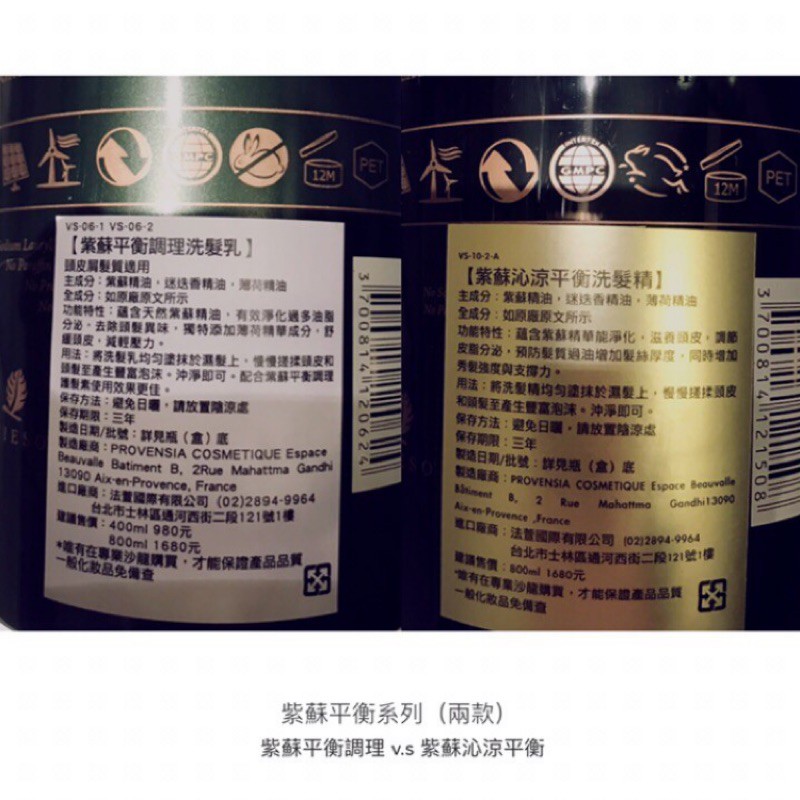 GMPC
12M
PET
VS-06-1 VS-06-2
【紫蘇平衡調理洗髮乳】
頭皮屑髮質適用
主成分：紫蘇精油，迷迭香精油，薄荷精油
全成分：如原廠原文所示
功能特性：蘊含天然紫蘇精油，有效淨化過多油脂
分泌。去除頭髮異味，獨特添加薄荷精華成分，舒
緩頭皮，減輕壓力。
用法：將洗髮乳均勻塗抹於濕髮上，慢慢搓揉頭皮和
頭髮至產生豐富泡沫。沖淨即可。配合紫蘇平衡調理
護髮素使用效果更佳。
保存方法：避免日曬，請放置陰涼處
保存期限：三年
製造日期/批號：詳見瓶（盒）底
製造廠商：PROVENSIA COSMETIQUE Espace
Beauvalle Batiment B, 2Rue Mahattma Gandhi
13090 Aix-en-Provence, France
進口廠商：法萱國際有限公司 (02)2894-9964
台北市士林區通河西街二段121號1樓
建議售價：400ml 980元
800ml 1680元
*唯有在專業沙龍購買，才能保證產品品質
一般化妝品免備查
3 700814 120624
GMPC
12M
PET
VS-10-2-A
【紫蘇沁涼平衡洗髮精】
主成分：紫蘇精油，迷迭香精油，薄荷精油
全成分：如原廠原文所示
功能特性：蘊含紫蘇精華能淨化，滋養頭皮，調節
皮脂分泌，預防髮質過油增加髮絲厚度，同時增加
秀髮強度與支撐力。
用法：將洗髮精均勻塗抹於濕髮上，慢慢搓揉頭皮
和頭髮至產生豐富泡沫。沖淨即可。
保存方法：避免日曬，請放置陰涼處
保存期限：三年
製造日期/批號：詳見瓶（盒）底
製造廠商：PROVENSIA COSMETIQUE Espace Beauvalle
Bâtiment B, 2 Rue Mahattma Gandhi13090
Aix-en-Provence ,France
進口廠商：法萱國際有限公司 (02)2894-9964
台北市士林區通河西街二段121號1樓
建議售價：800ml 1680元
*唯有在專業沙龍購買，才能保證產品品質
一般化妝品免備查
3 700814 121508
紫蘇平衡系列（兩款）
紫蘇平衡調理 v.s 紫蘇沁涼平衡